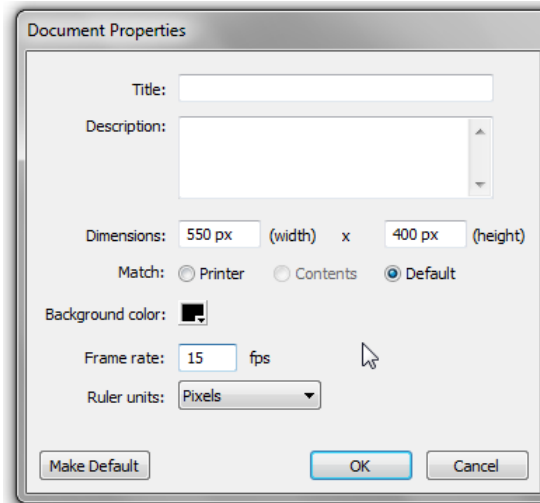 Document Properties
Title:
Description:
Dimensions: 550 px (width) x 400 px (height)
Match: Printer Contents Default
Background color:
Frame rate: 15 fps
Ruler units: Pixels
Make Default OK Cancel